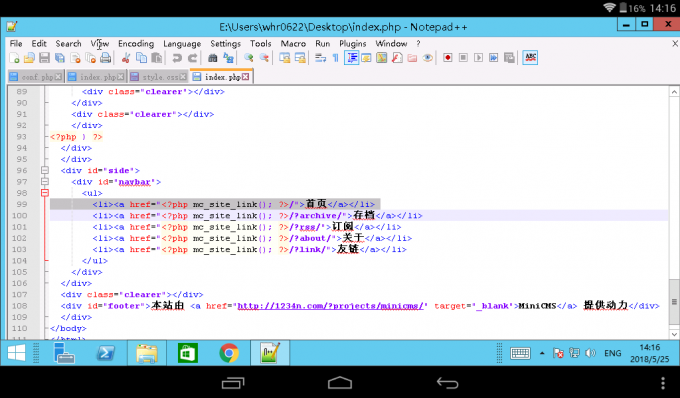 16% 14:16
E:\Users\whr0622\Desktop\index.php - Notepad++
File Edit Search View Encoding Language Settings Tools Macro Run Plugins Window ?
conf.php index.php style.css index.php
89 <div class="clearer"></div>
90 </div>
91 <div class="clearer"></div>
92 </div>
93 <?php } ?>
94 </div>
95 </div>
96 <div id="side">
97 <div id="navbar">
98 <ul>
99 <li><a href="<?php mc_site_link(); ?>/">首页</a></li>
100 <li><a href="<?php mc_site_link(); ?>/?archive/">存档</a></li>
101 <li><a href="<?php mc_site_link(); ?>/?rss/">订阅</a></li>
102 <li><a href="<?php mc_site_link(); ?>/?about/">关于</a></li>
103 <li><a href="<?php mc_site_link(); ?>/?link/">友链</a></li>
104 </ul>
105 </div>
106 </div>
107 <div class="clearer"></div>
108 <div id="footer">本站由 <a href="http://1234n.com/?projects/minicms/" target="_blank">MiniCMS</a> 提供动力</div>
109 </div>
110 </body>
111 </html>
ENG 14:16
2018/5/25